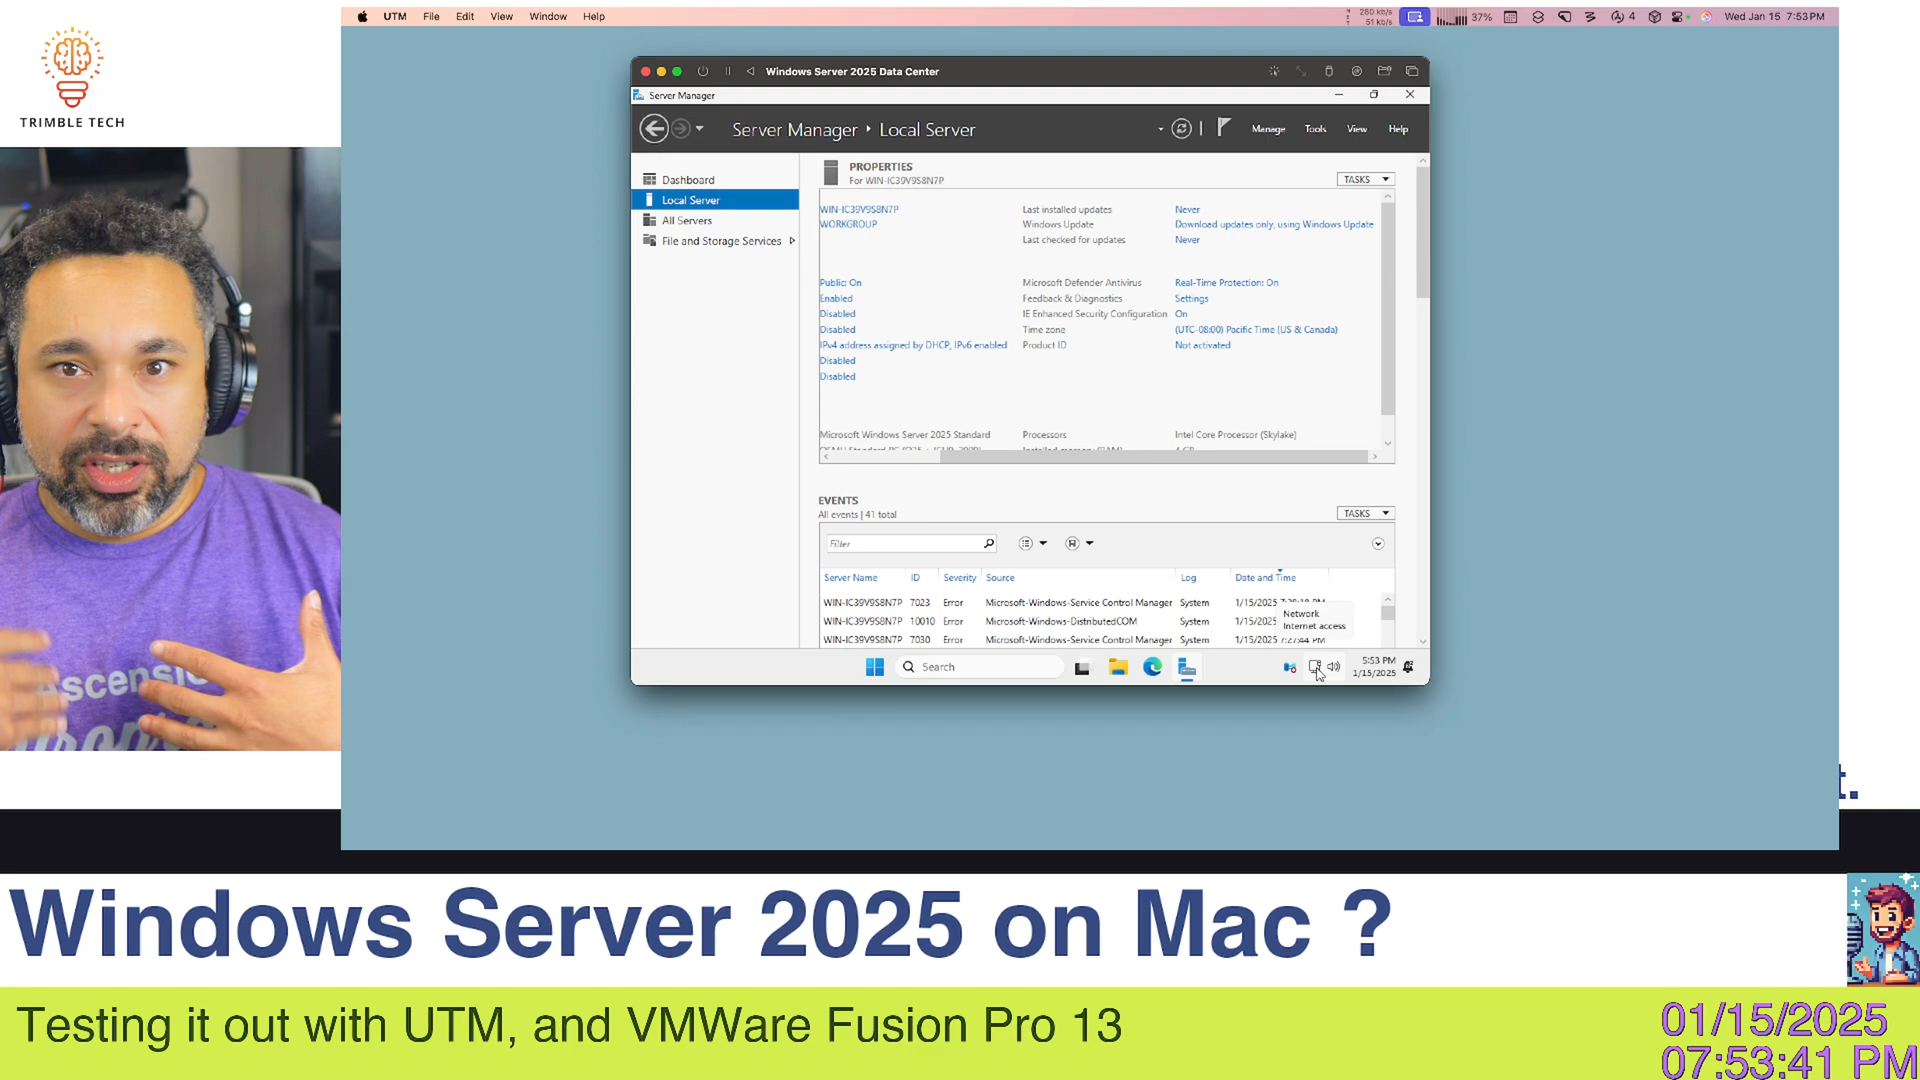 UTM File Edit View Window Help
280 kb/s
51 kb/s
37%
4
Wed Jan 15 7:53 PM
TRIMBLE TECH
Windows Server 2025 Data Center
Server Manager
Server Manager Local Server
Manage Tools View Help
Dashboard
Local Server
All Servers
File and Storage Services
PROPERTIES
For WIN-IC39V9S8N7P
TASKS
WIN-IC39V9S8N7P Last installed updates Never
WORKGROUP Windows Update Download updates only, using Windows Update
Last checked for updates Never
Public: On Microsoft Defender Antivirus Real-Time Protection: On
Enabled Feedback & Diagnostics Settings
Disabled IE Enhanced Security Configuration On
Disabled Time zone (UTC-08:00) Pacific Time (US & Canada)
IPv4 address assigned by DHCP, IPv6 enabled Product ID Not activated
Disabled
Disabled
Microsoft Windows Server 2025 Standard Processors Intel Core Processor (Skylake)
EVENTS
All events | 41 total
TASKS
Filter
Server Name ID Severity Source Log Date and Time
WIN-IC39V9S8N7P 7023 Error Microsoft-Windows-Service Control Manager System 1/15/2025
WIN-IC39V9S8N7P 10010 Error Microsoft-Windows-DistributedCOM System 1/15/2025
WIN-IC39V9S8N7P 7030 Error Microsoft-Windows-Service Control Manager System 1/15/2025 7:27:44 PM
Network
Internet access
Search
5:53 PM
1/15/2025
t.
Windows Server 2025 on Mac ?
Testing it out with UTM, and VMWare Fusion Pro 13
01/15/2025
07:53:41 PM